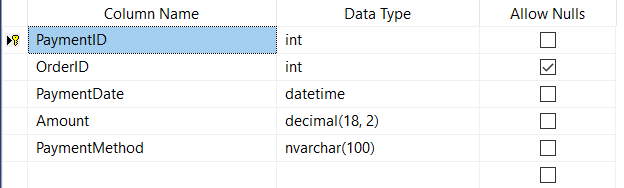 Column Name Data Type Allow Nulls
PaymentID int
OrderID int
PaymentDate datetime
Amount decimal(18, 2)
PaymentMethod nvarchar(100)